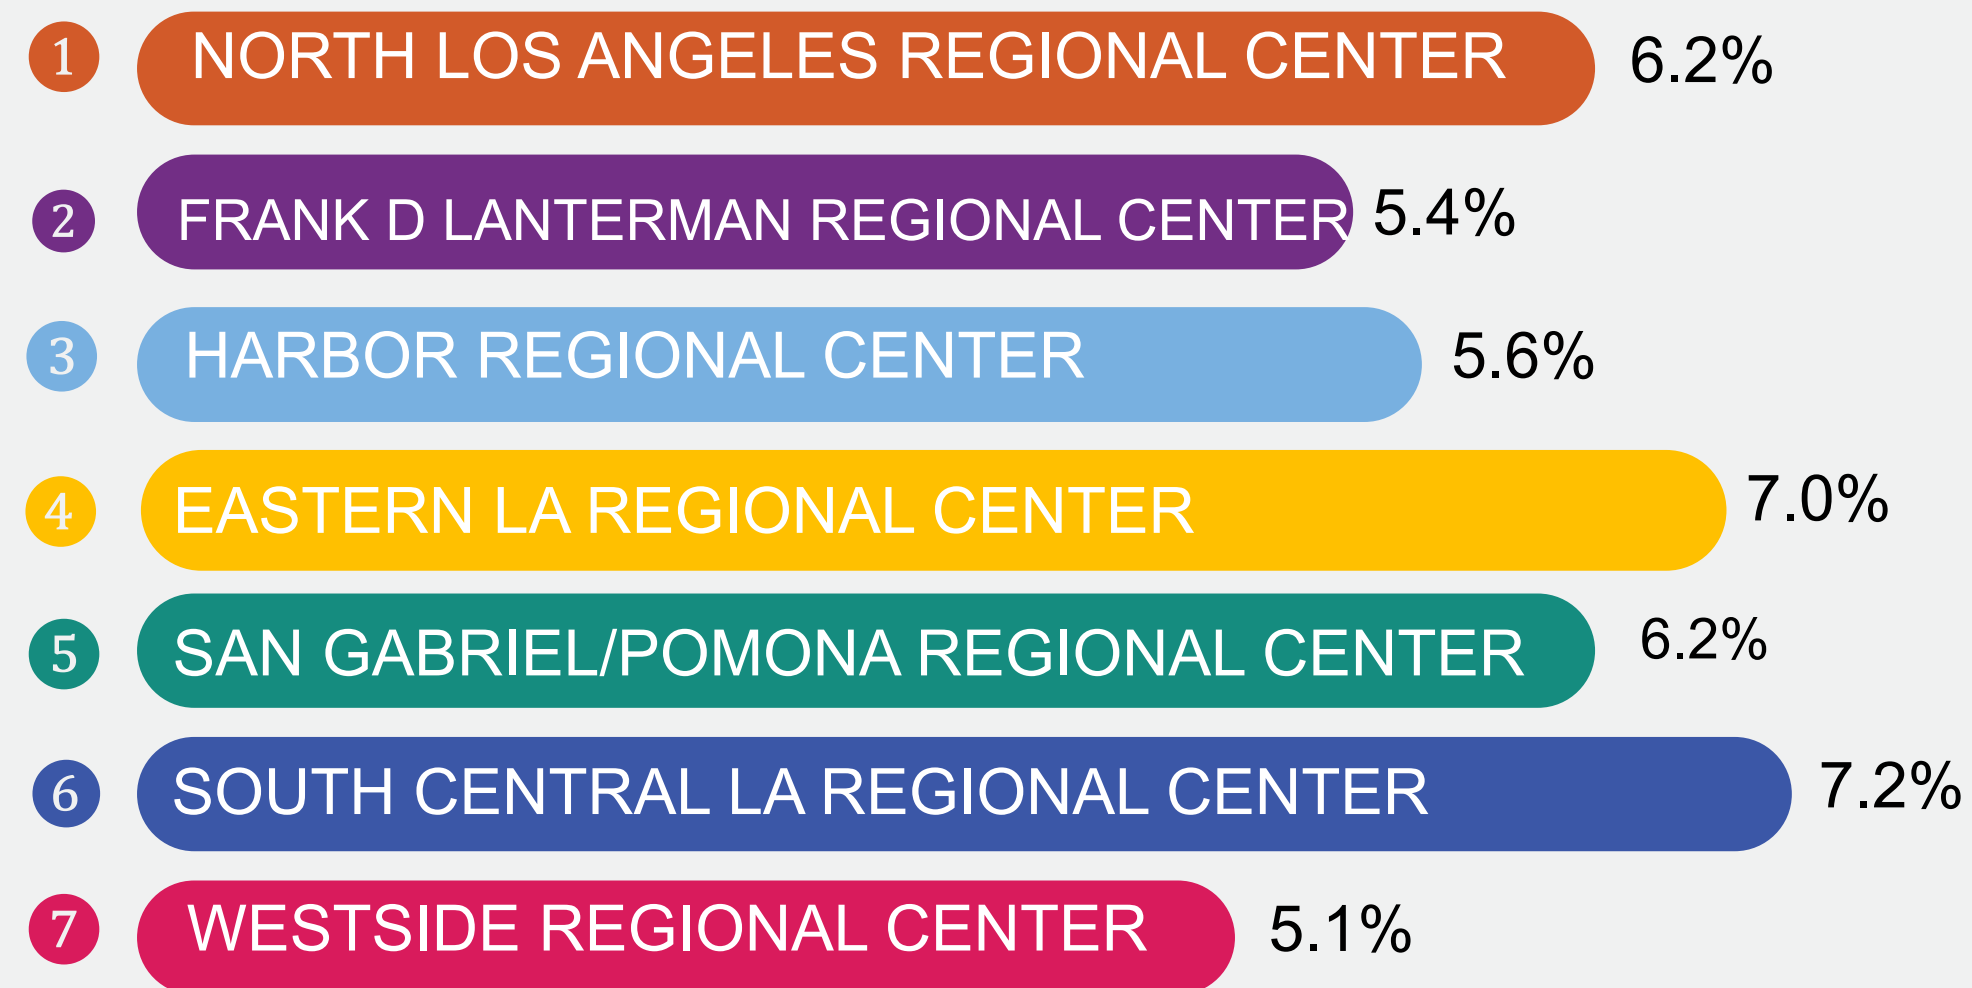 1 NORTH LOS ANGELES REGIONAL CENTER 6.2%
2 FRANK D LANTERMAN REGIONAL CENTER 5.4%
3 HARBOR REGIONAL CENTER 5.6%
4 EASTERN LA REGIONAL CENTER 7.0%
5 SAN GABRIEL/POMONA REGIONAL CENTER 6.2%
6 SOUTH CENTRAL LA REGIONAL CENTER 7.2%
7 WESTSIDE REGIONAL CENTER 5.1%